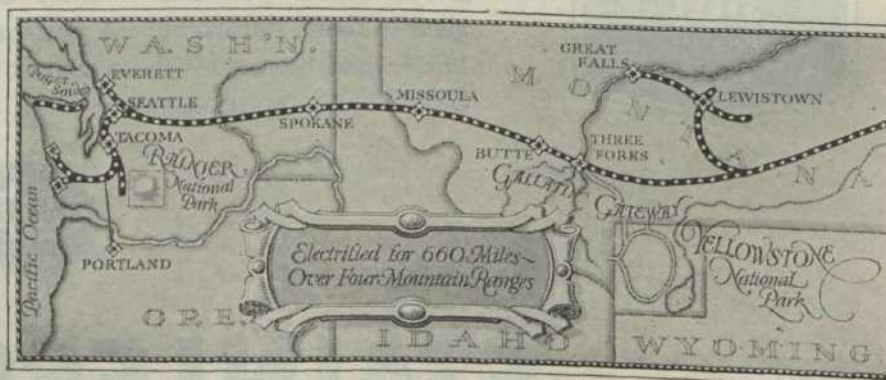 WASH'N.
Puget Sound
EVERETT
SEATTLE
TACOMA
RAINIER
National
Park
Pacific Ocean
PORTLAND
ORE.
SPOKANE
MISSOULA
MONTANA
GREAT
FALLS
LEWISTOWN
BUTTE
THREE
FORKS
GALLATIN
GATEWAY
YELLOWSTONE
National
Park
Electrified for 660 Miles~
Over Four Mountain Ranges
IDAHO
WYOMING